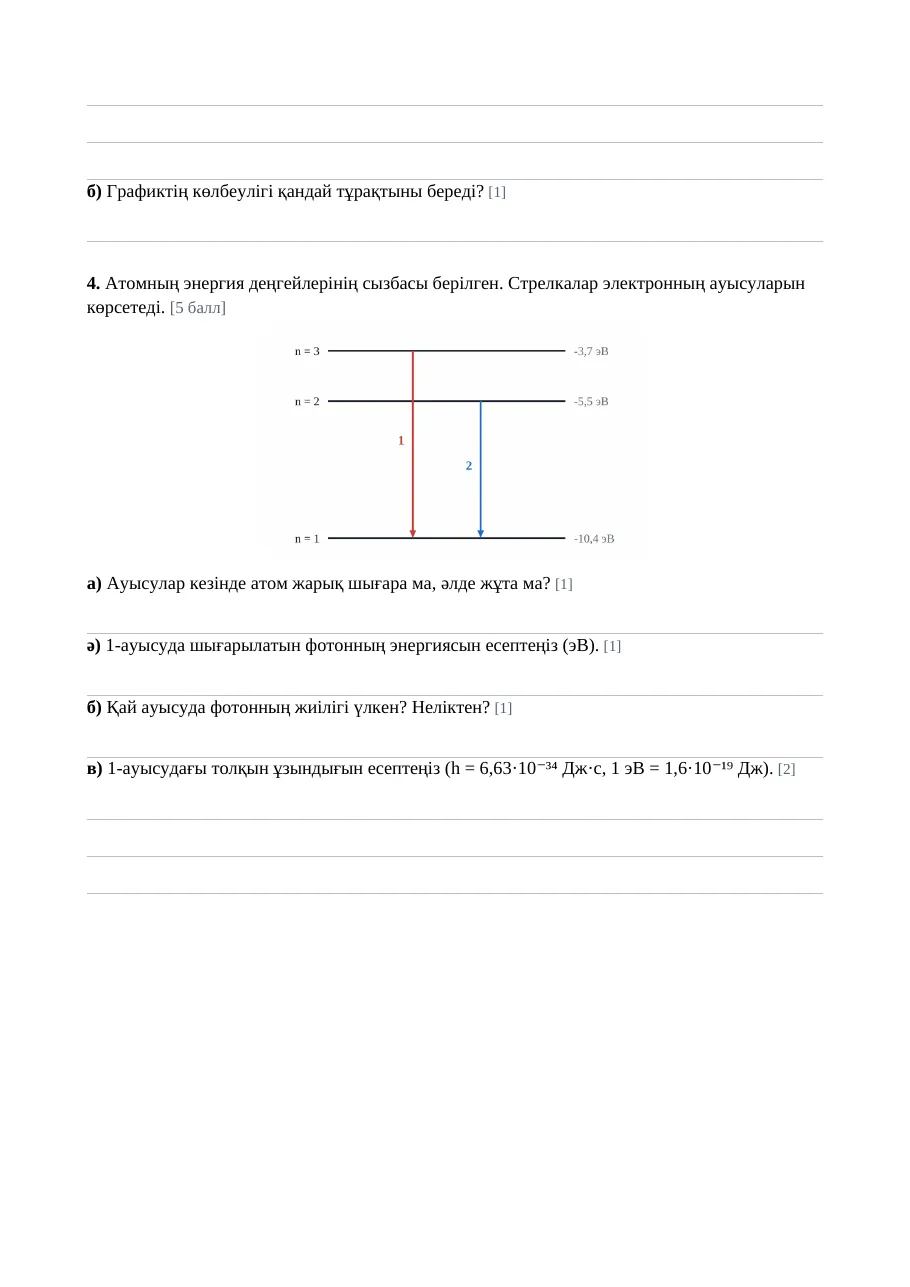 б) Графиктің көлбеулігі қандай тұрақтыны береді? [1]
4. Атомның энергия деңгейлерінің сызбасы берілген. Стрелкалар электронның ауысуларын
көрсетеді. [5 балл]
n = 3 -3,7 эВ
n = 2 -5,5 эВ
1
2
n = 1 -10,4 эВ
а) Ауысулар кезінде атом жарық шығара ма, әлде жұта ма? [1]
ә) 1-ауысуда шығарылатын фотонның энергиясын есептеңіз (эВ). [1]
б) Қай ауысуда фотонның жиілігі үлкен? Неліктен? [1]
в) 1-ауысудағы толқын ұзындығын есептеңіз (h = 6,63·10⁻³⁴ Дж·с, 1 эВ = 1,6·10⁻¹⁹ Дж). [2]